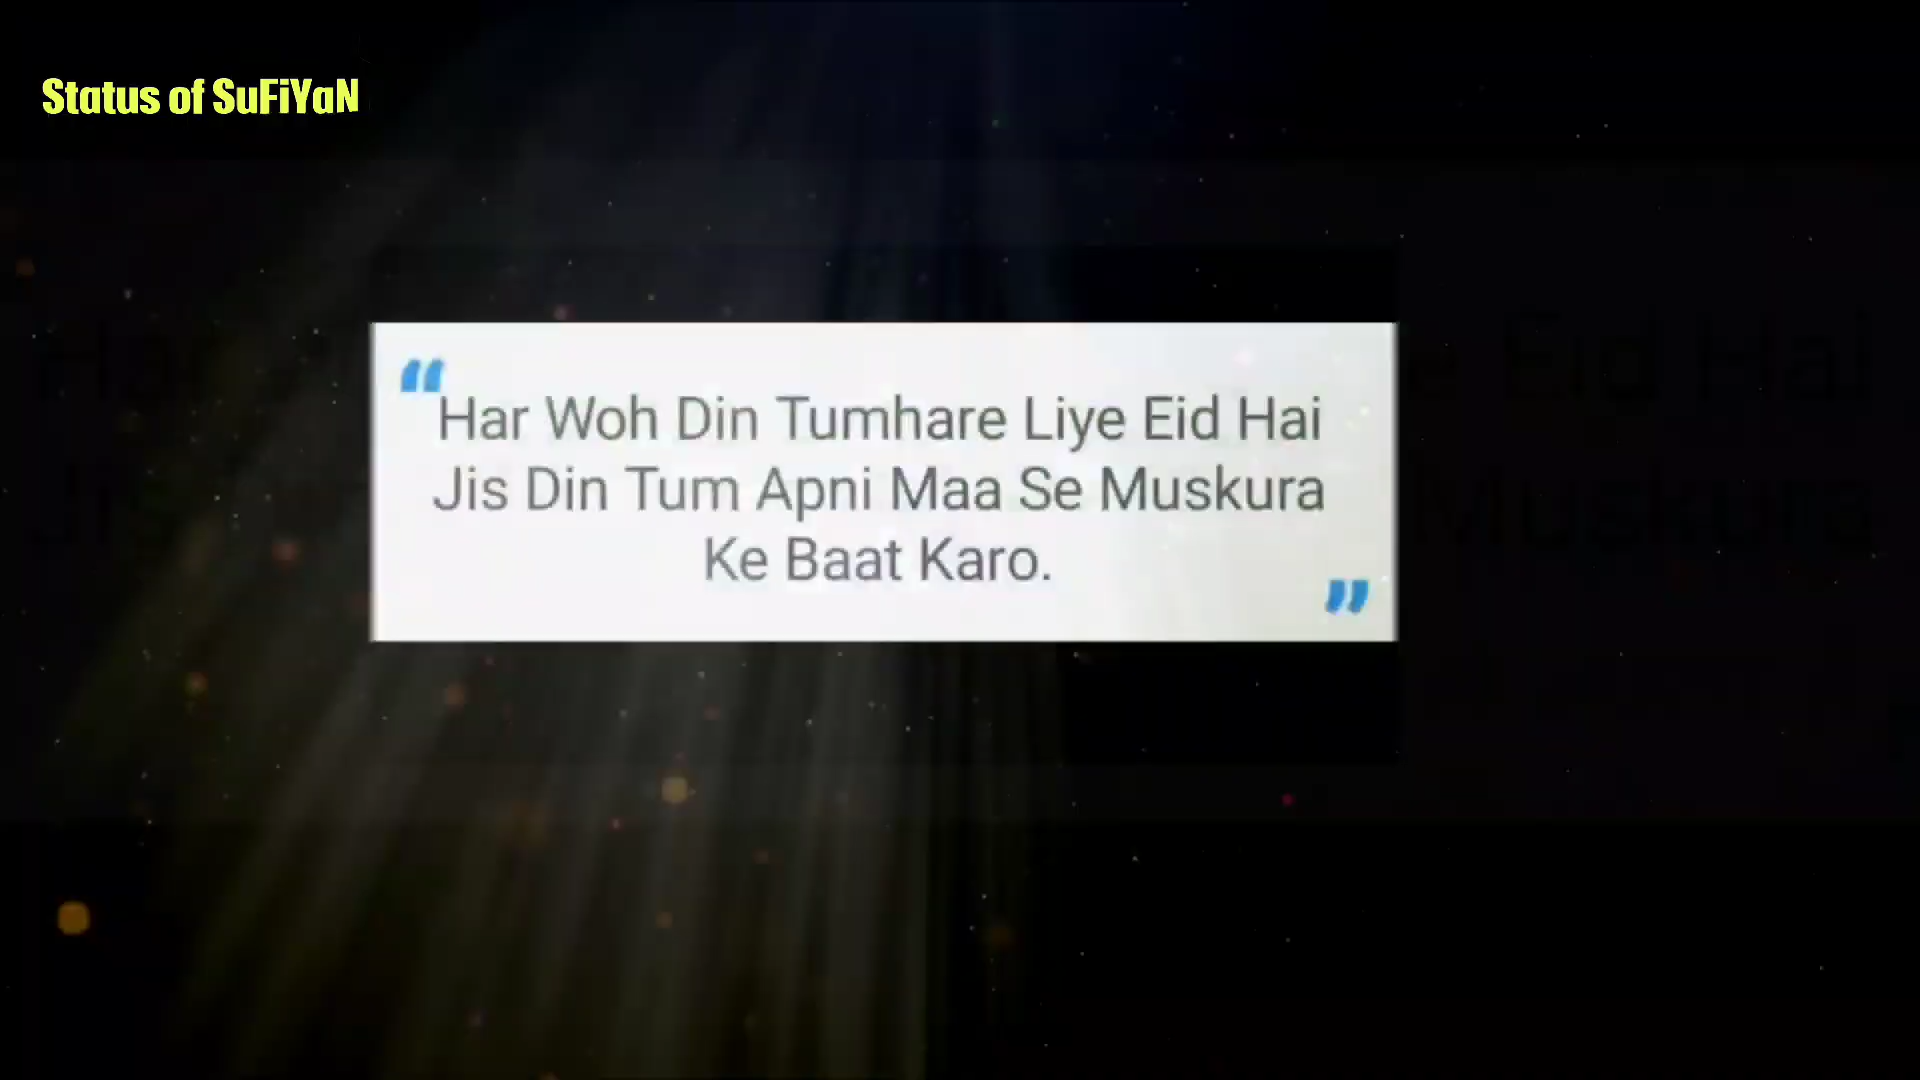 Status of SuFiYaN
“Har Woh Din Tumhare Liye Eid Hai
Jis Din Tum Apni Maa Se Muskura
Ke Baat Karo.”